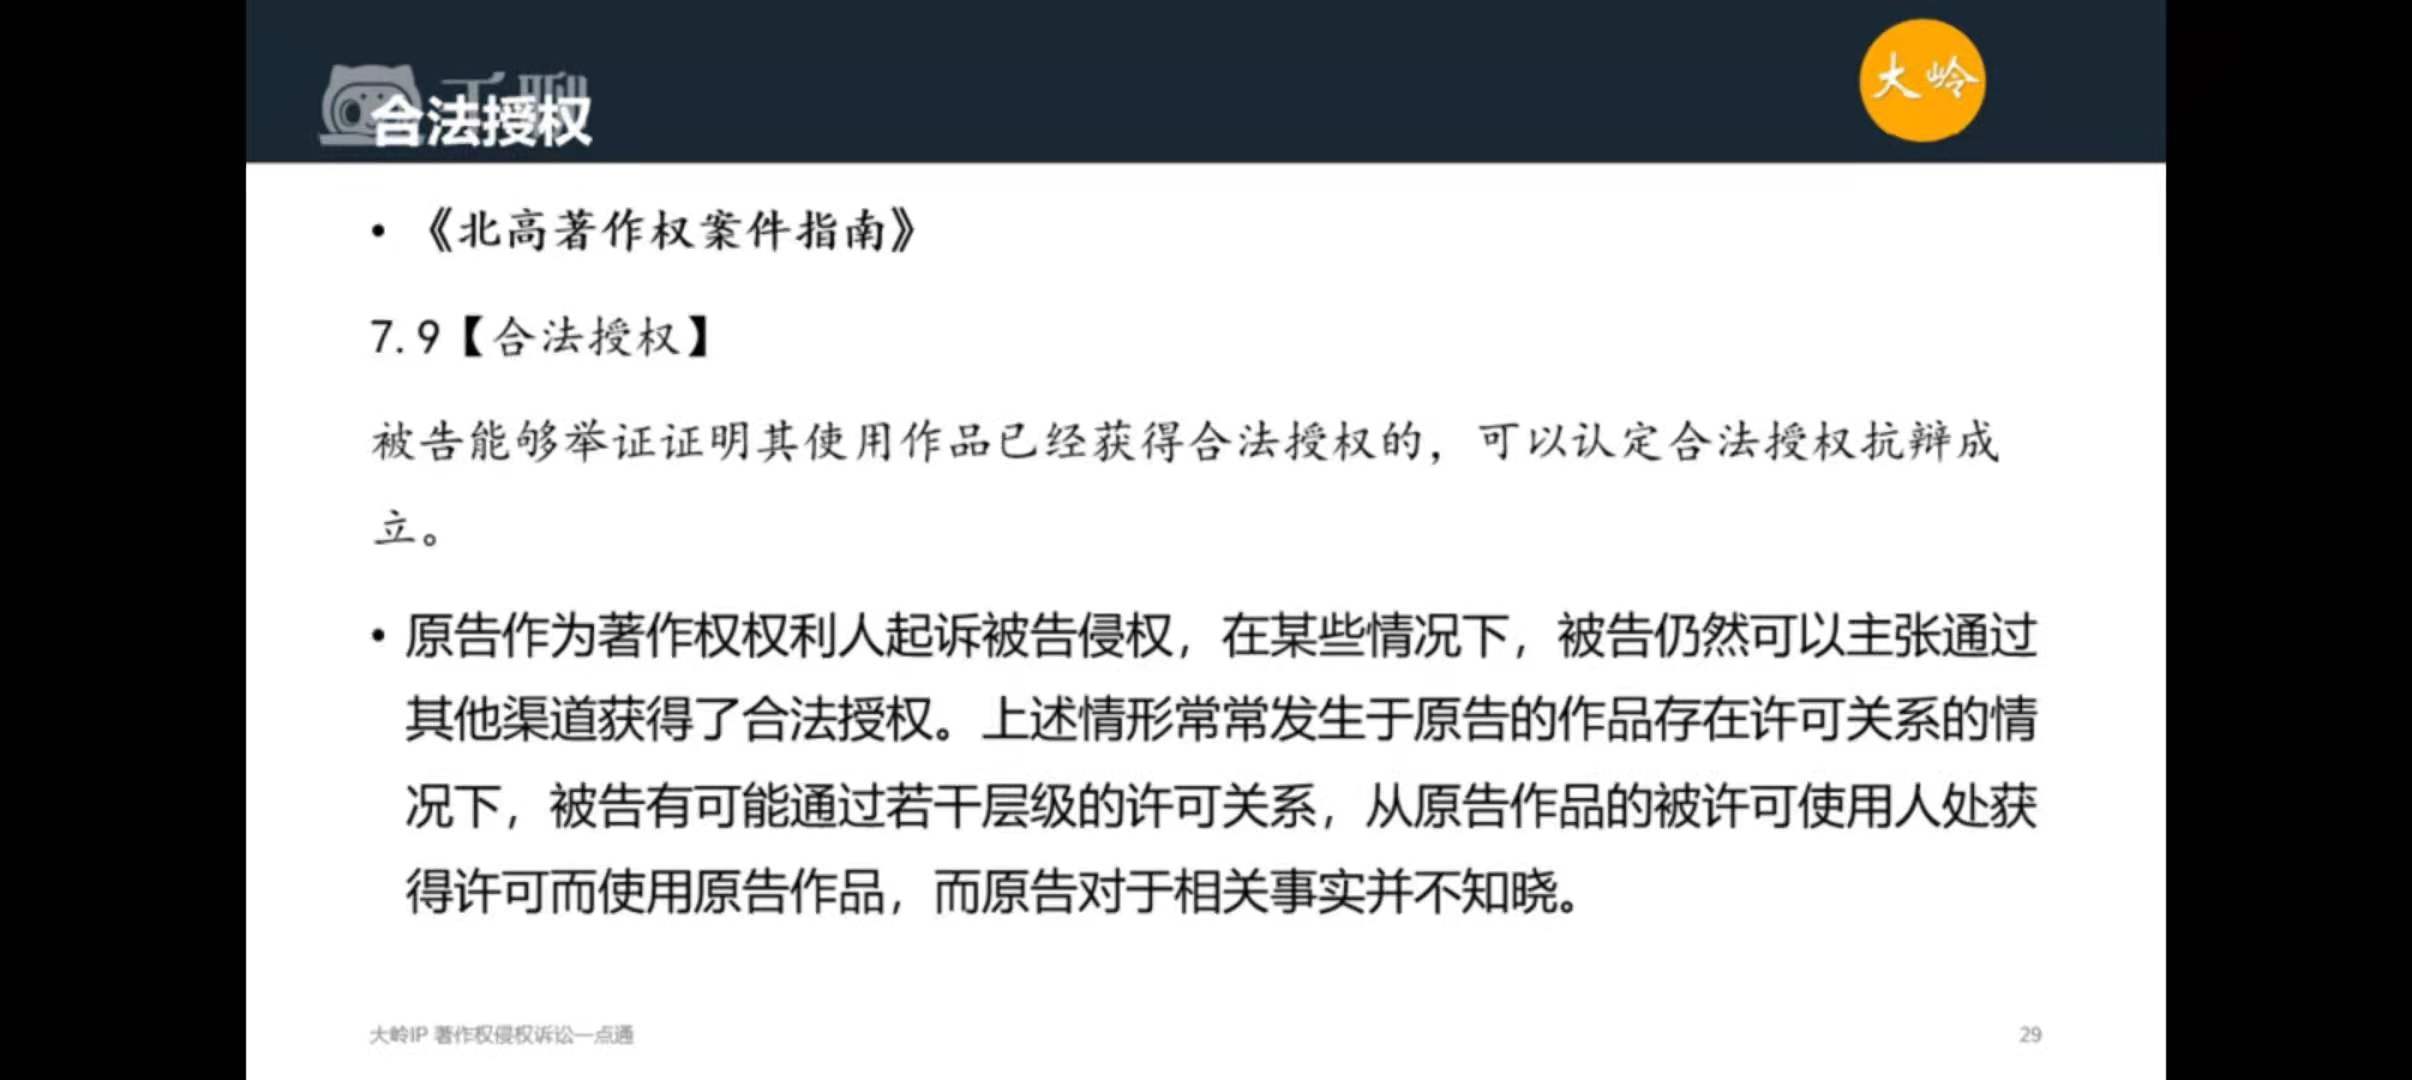 千聊
合法授权
大岭
• 《北高著作权案件指南》
7.9【合法授权】
被告能够举证证明其使用作品已经获得合法授权的，可以认定合法授权抗辩成
立。
• 原告作为著作权权利人起诉被告侵权，在某些情况下，被告仍然可以主张通过
其他渠道获得了合法授权。上述情形常常发生于原告的作品存在许可关系的情
况下，被告有可能通过若干层级的许可关系，从原告作品的被许可使用人处获
得许可而使用原告作品，而原告对于相关事实并不知晓。
大岭IP 著作权侵权诉讼一点通
29